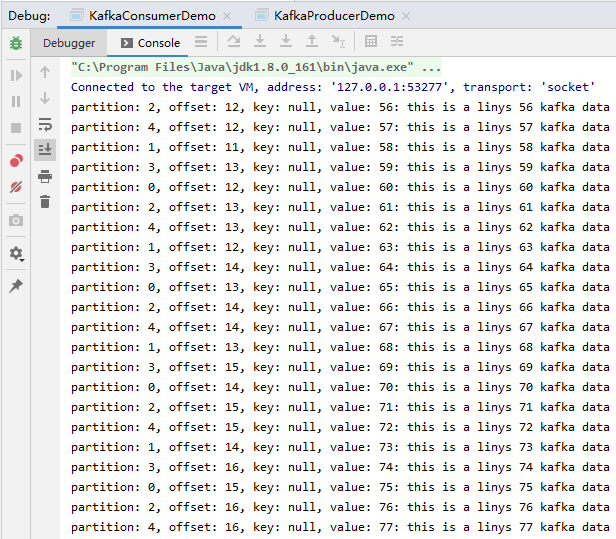 Debug: KafkaConsumerDemo × KafkaProducerDemo ×
Debugger Console
"C:\Program Files\Java\jdk1.8.0_161\bin\java.exe" ...
Connected to the target VM, address: '127.0.0.1:53277', transport: 'socket'
partition: 2, offset: 12, key: null, value: 56: this is a linys 56 kafka data
partition: 4, offset: 12, key: null, value: 57: this is a linys 57 kafka data
partition: 1, offset: 11, key: null, value: 58: this is a linys 58 kafka data
partition: 3, offset: 13, key: null, value: 59: this is a linys 59 kafka data
partition: 0, offset: 12, key: null, value: 60: this is a linys 60 kafka data
partition: 2, offset: 13, key: null, value: 61: this is a linys 61 kafka data
partition: 4, offset: 13, key: null, value: 62: this is a linys 62 kafka data
partition: 1, offset: 12, key: null, value: 63: this is a linys 63 kafka data
partition: 3, offset: 14, key: null, value: 64: this is a linys 64 kafka data
partition: 0, offset: 13, key: null, value: 65: this is a linys 65 kafka data
partition: 2, offset: 14, key: null, value: 66: this is a linys 66 kafka data
partition: 4, offset: 14, key: null, value: 67: this is a linys 67 kafka data
partition: 1, offset: 13, key: null, value: 68: this is a linys 68 kafka data
partition: 3, offset: 15, key: null, value: 69: this is a linys 69 kafka data
partition: 0, offset: 14, key: null, value: 70: this is a linys 70 kafka data
partition: 2, offset: 15, key: null, value: 71: this is a linys 71 kafka data
partition: 4, offset: 15, key: null, value: 72: this is a linys 72 kafka data
partition: 1, offset: 14, key: null, value: 73: this is a linys 73 kafka data
partition: 3, offset: 16, key: null, value: 74: this is a linys 74 kafka data
partition: 0, offset: 15, key: null, value: 75: this is a linys 75 kafka data
partition: 2, offset: 16, key: null, value: 76: this is a linys 76 kafka data
partition: 4, offset: 16, key: null, value: 77: this is a linys 77 kafka data